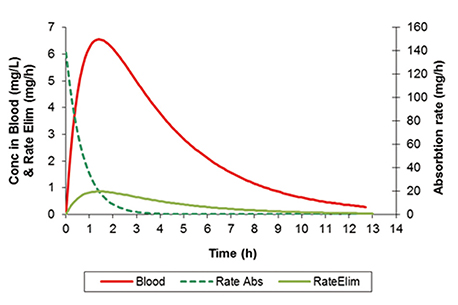 7
6
5
4
3
2
1
0
Conc in Blood (mg/L)
& Rate Elim (mg/h)
160
140
120
100
80
60
40
20
0
Absorbtion rate (mg/h)
0 1 2 3 4 5 6 7 8 9 10 11 12 13 14
Time (h)
Blood Rate Abs RateElim